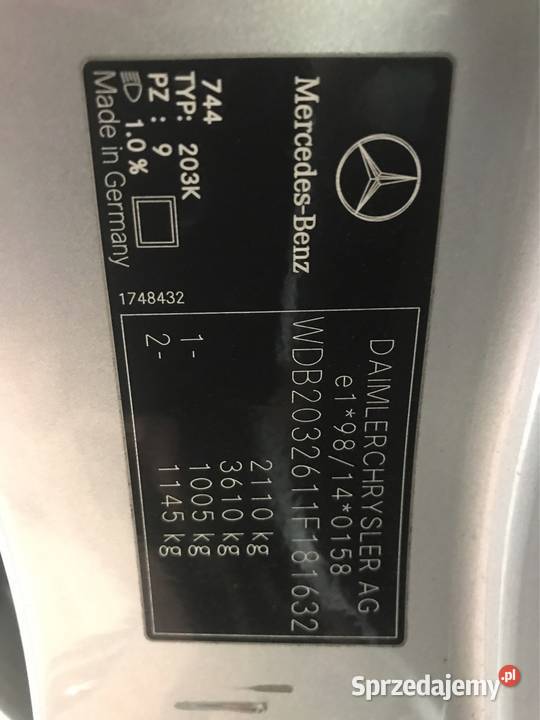 Mercedes-Benz
744
TYP: 203K
PZ : 9
1.0 %
Made in Germany
1748432
DAIMLERCHRYSLER AG
e1*98/14*0158
WDB2032611F181632
2110 kg
3610 kg
1- 1005 kg
2- 1145 kg
Sprzedajemy.pl